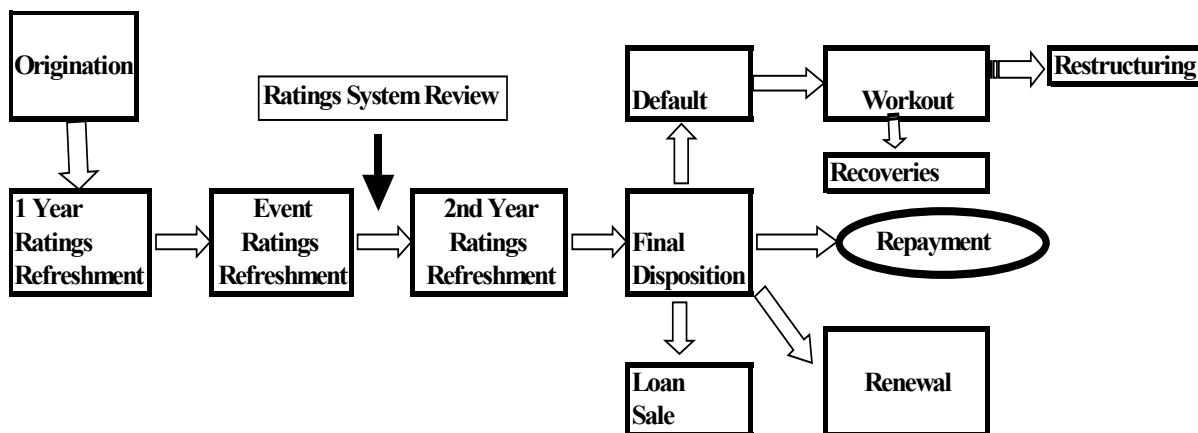 Origination
Ratings System Review
Default
Workout
Restructuring
Recoveries
1 Year
Ratings
Refreshment
Event
Ratings
Refreshment
2nd Year
Ratings
Refreshment
Final
Disposition
Repayment
Loan
Sale
Renewal